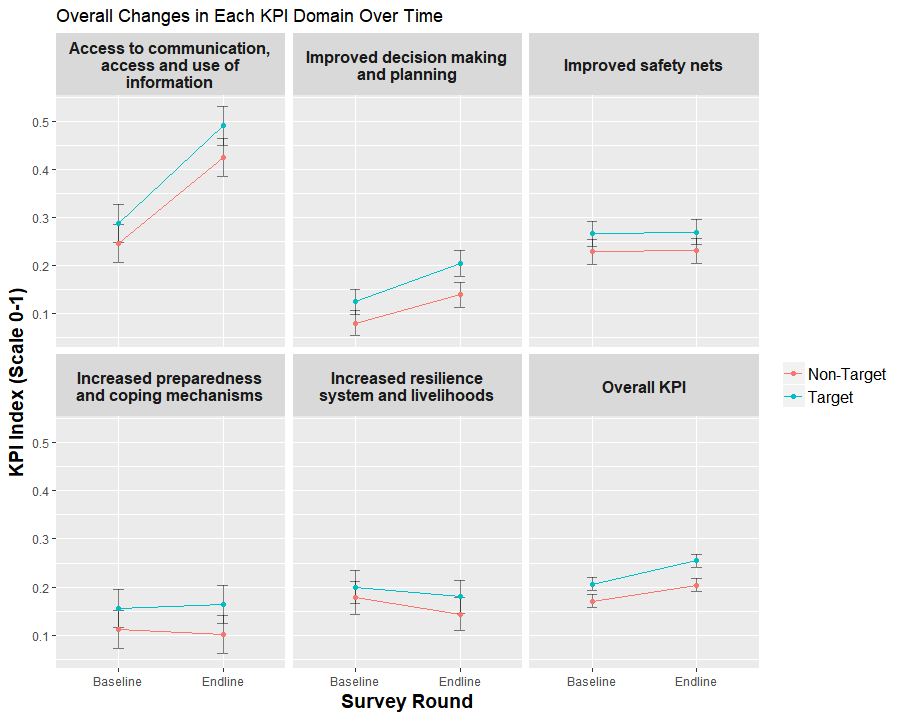 Overall Changes in Each KPI Domain Over Time
Access to communication,
access and use of
information
Improved decision making
and planning
Improved safety nets
0.5
0.4
0.3
0.2
0.1
KPI Index (Scale 0-1)
Increased preparedness
and coping mechanisms
Increased resilience
system and livelihoods
Overall KPI
0.5
0.4
0.3
0.2
0.1
Non-Target
Target
Baseline
Endline
Baseline
Endline
Baseline
Endline
Survey Round